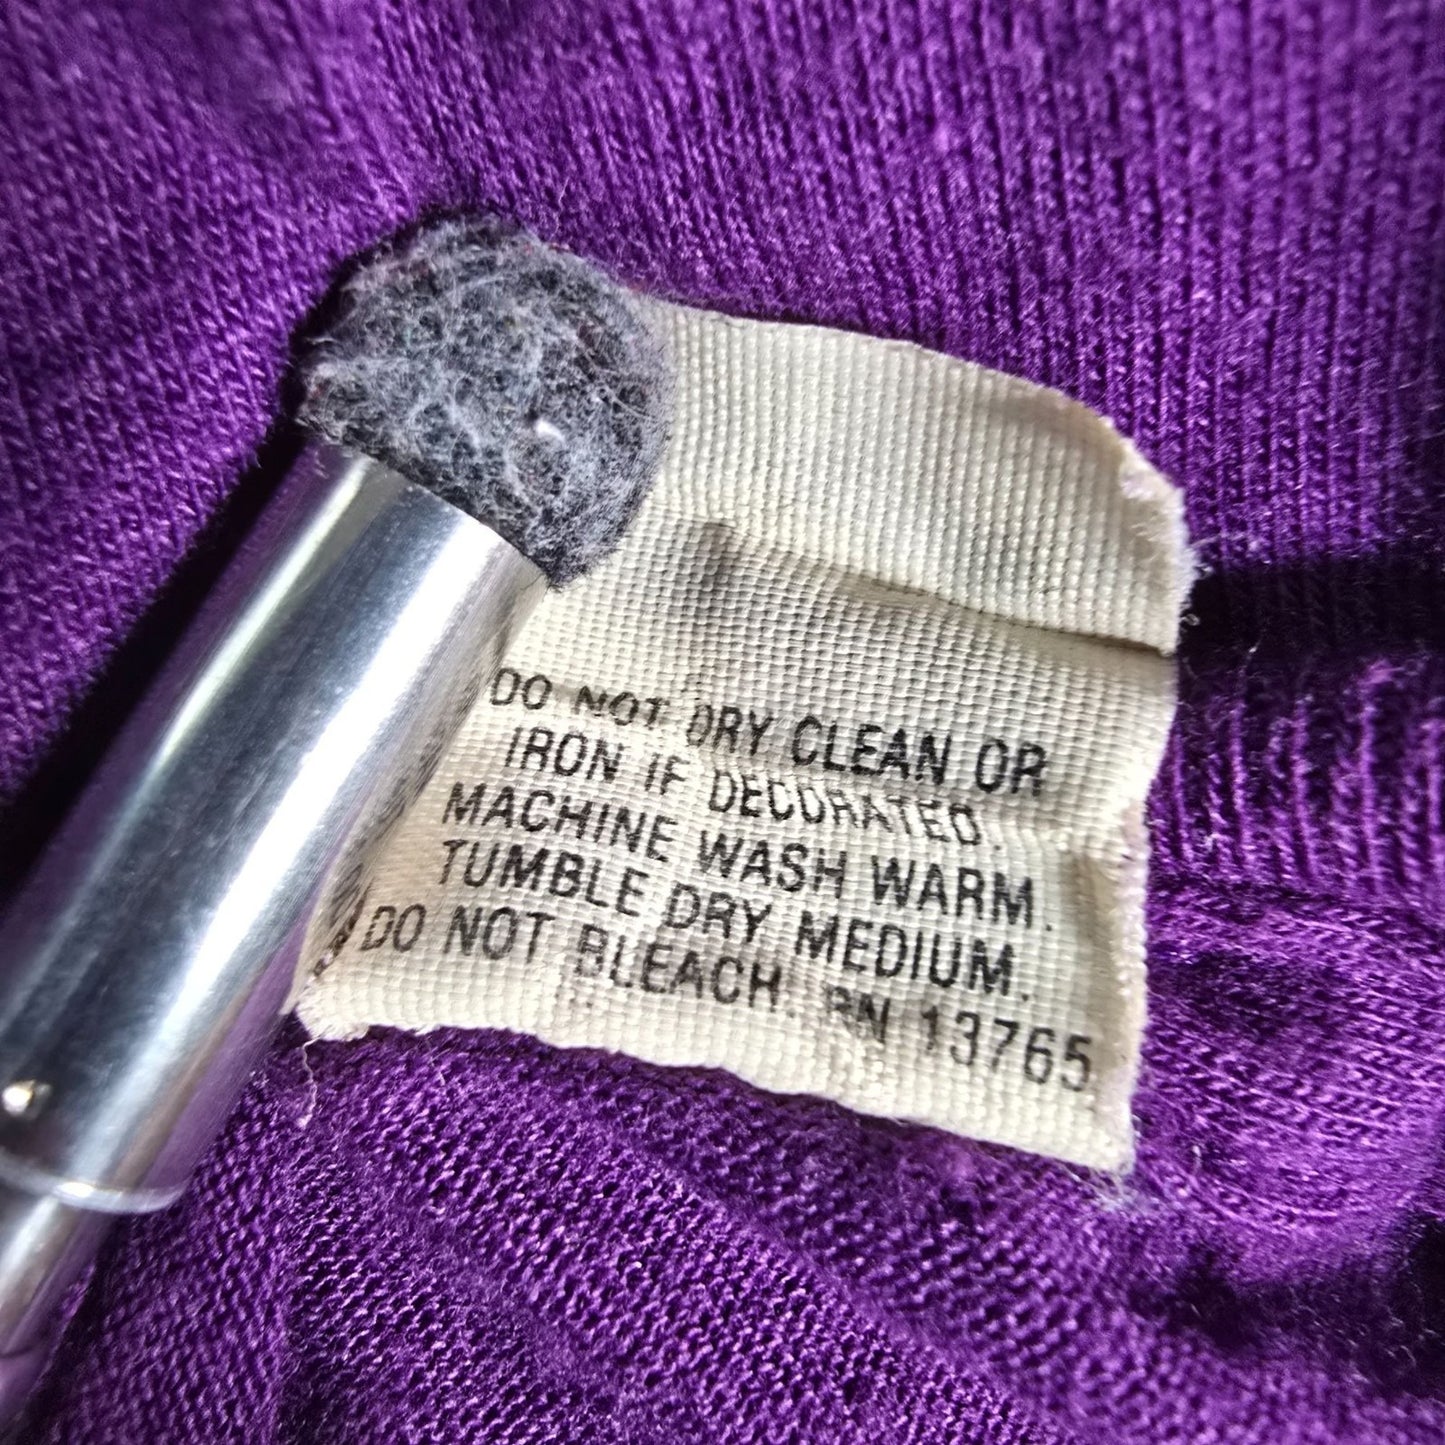 DO NOT DRY CLEAN OR
IRON IF DECORATED.
MACHINE WASH WARM.
TUMBLE DRY MEDIUM.
DO NOT BLEACH. RN 13765